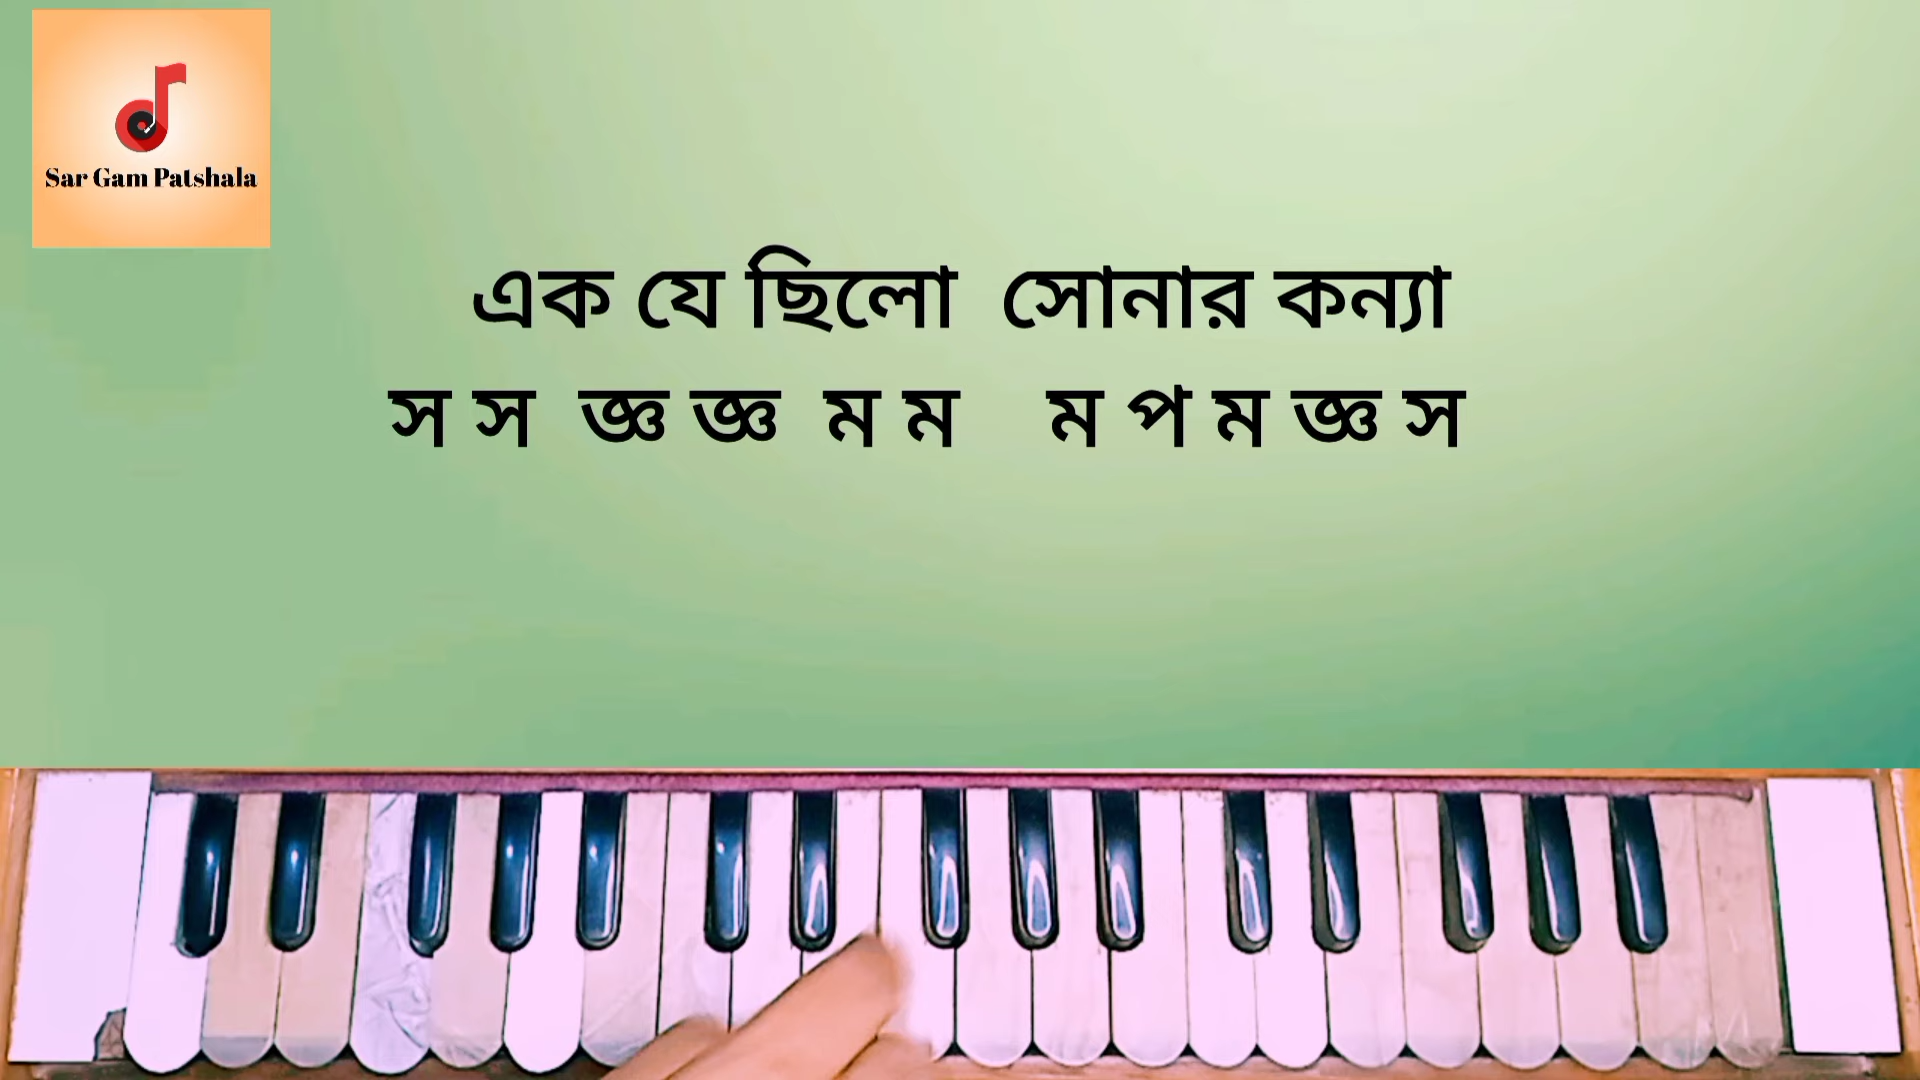 Sar Gam Patshala
এক যে ছিলো সোনার কন্যা
স স জ্ঞ জ্ঞ ম ম ম প ম জ্ঞ স